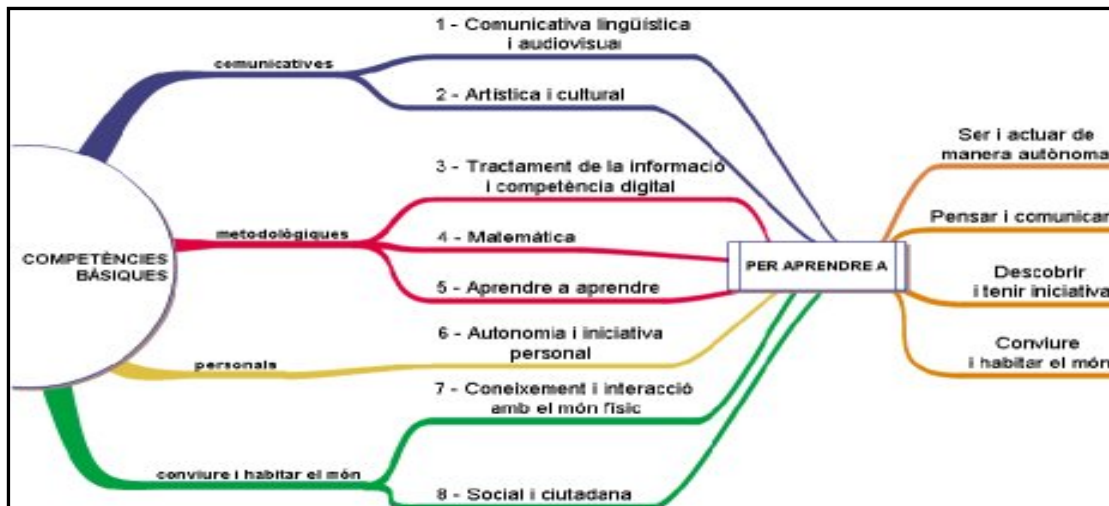 COMPETÈNCIES
BÀSIQUES
comunicatives
1 - Comunicativa lingüística
i audiovisual
2 - Artística i cultural
metodològiques
3 - Tractament de la informació
i competència digital
4 - Matemàtica
5 - Aprendre a aprendre
personals
6 - Autonomia i iniciativa
personal
conviure i habitar el món
7 - Coneixement i interacció
amb el món físic
8 - Social i ciutadana
PER APRENDRE A
Ser i actuar de
manera autònoma
Pensar i comunicar
Descobrir
i tenir iniciativa
Conviure
i habitar el món